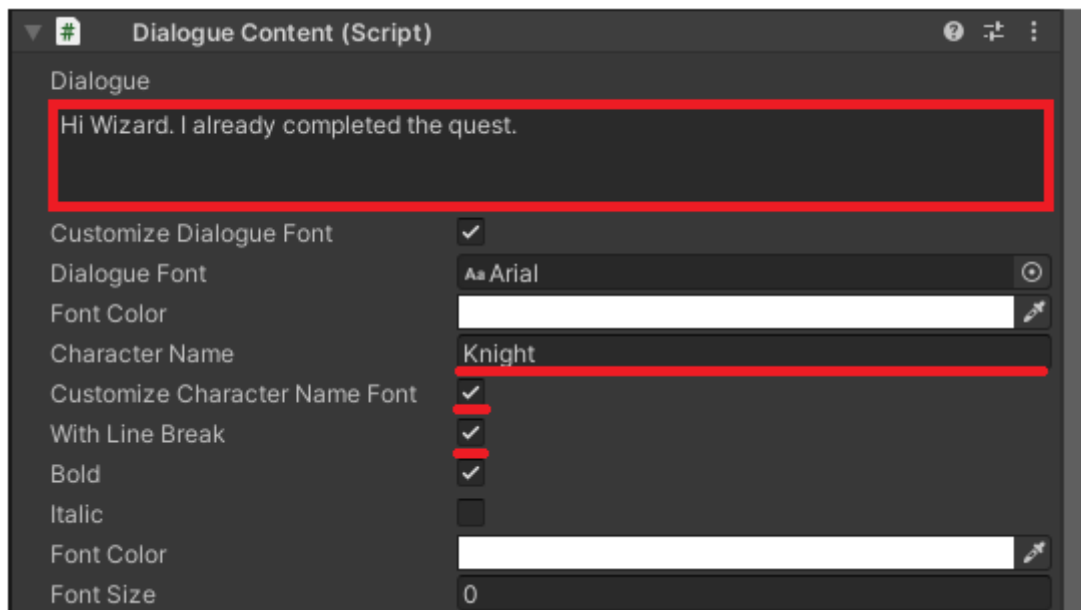 # Dialogue Content (Script)
Dialogue
Hi Wizard. I already completed the quest.
Customize Dialogue Font
Dialogue Font Aa Arial
Font Color
Character Name Knight
Customize Character Name Font
With Line Break
Bold
Italic
Font Color
Font Size 0